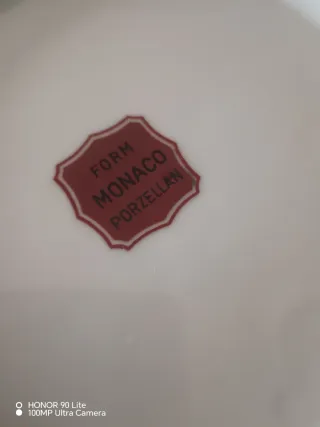 FORM
MONACO
PORZELLAN
HONOR 90 Lite
100MP Ultra Camera